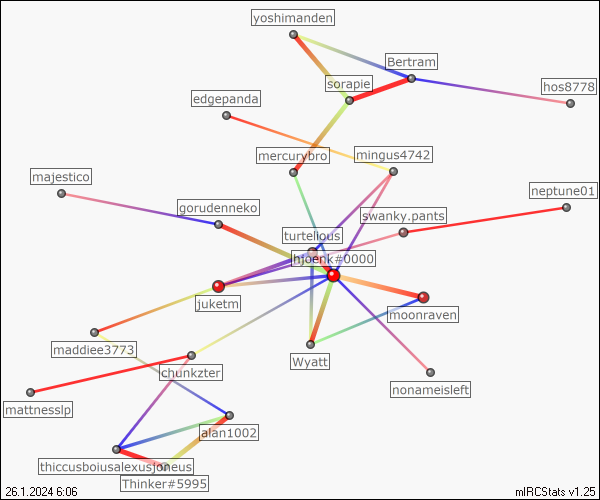 yoshimanden
Bertram
sorapie
hos8778
edgepanda
mercurybro
mingus4742
majestico
neptune01
gorudenneko
swanky.pants
turtelious
hjoenk#0000
juketm
moonraven
maddiee3773
Wyatt
chunkzter
nonameisleft
mattnesslp
alan1002
thiccusboiusalexusjoneus
Thinker#5995
26.1.2024 6:06
mIRCStats v1.25